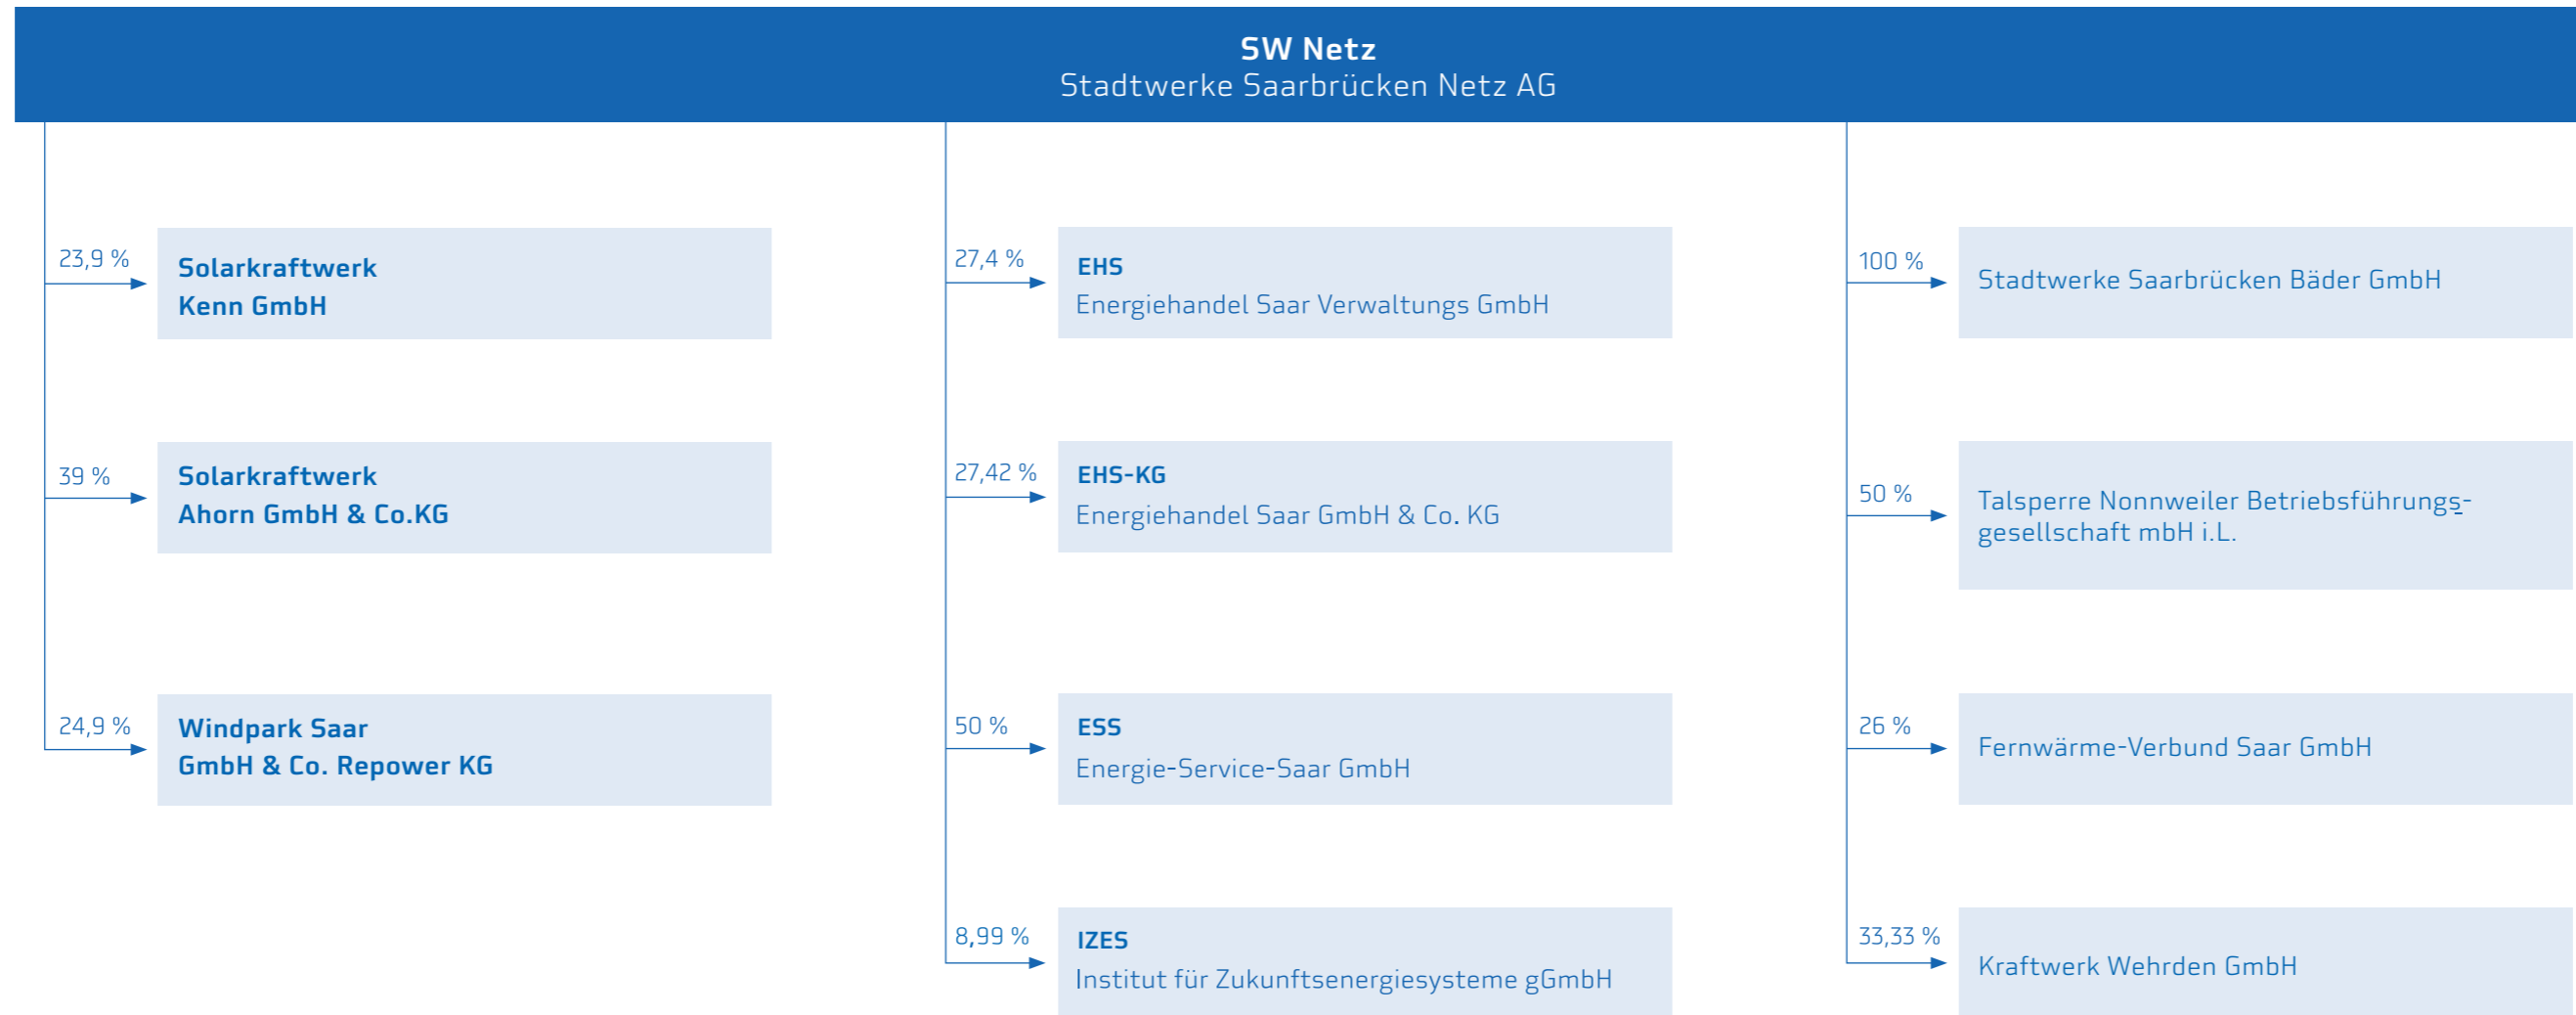 SW Netz
Stadtwerke Saarbrücken Netz AG
23,9 %
Solarkraftwerk
Kenn GmbH
39 %
Solarkraftwerk
Ahorn GmbH & Co.KG
24,9 %
Windpark Saar
GmbH & Co. Repower KG
27,4 %
EHS
Energiehandel Saar Verwaltungs GmbH
27,42 %
EHS-KG
Energiehandel Saar GmbH & Co. KG
50 %
ESS
Energie-Service-Saar GmbH
8,99 %
IZES
Institut für Zukunftsenergiesysteme gGmbH
100 %
Stadtwerke Saarbrücken Bäder GmbH
50 %
Talsperre Nonnweiler Betriebsführungs-
gesellschaft mbH i.L.
26 %
Fernwärme-Verbund Saar GmbH
33,33 %
Kraftwerk Wehrden GmbH